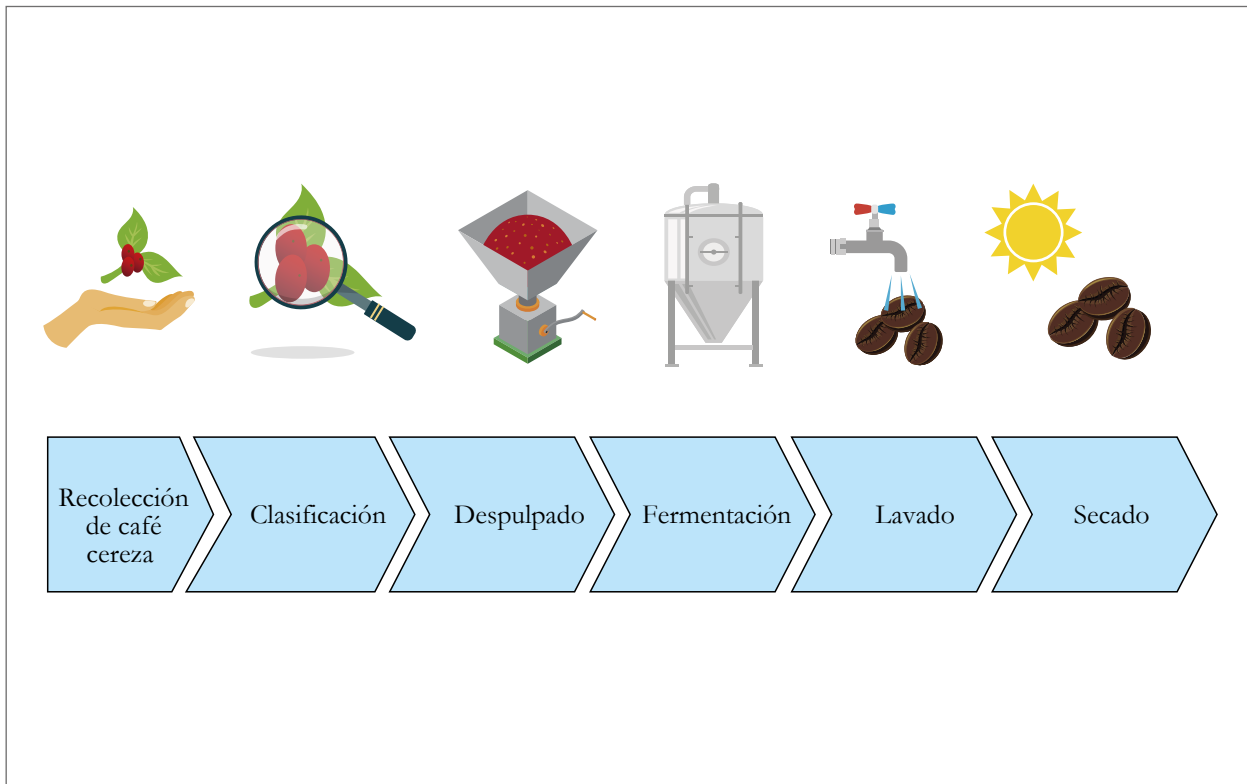 Recolección
de café
cereza
Clasificación
Despulpado
Fermentación
Lavado
Secado